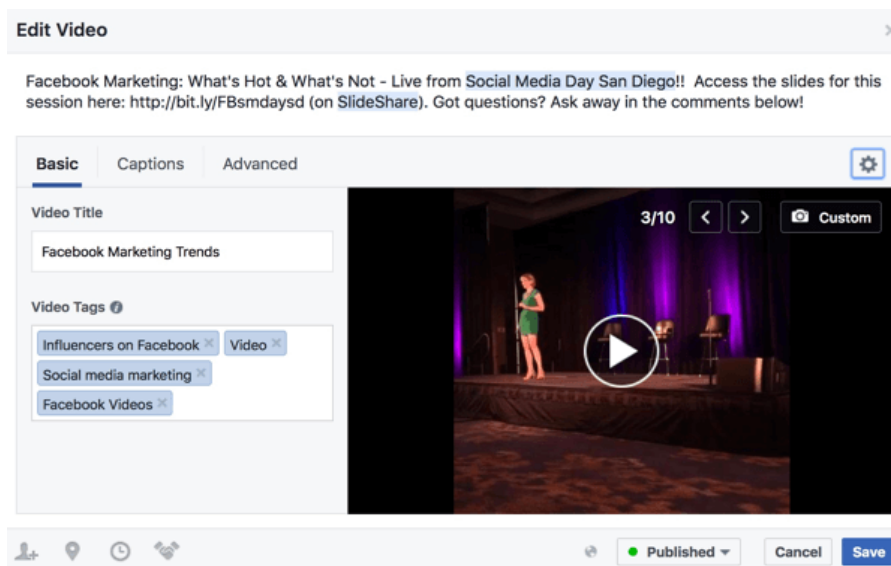 Edit Video
Facebook Marketing: What's Hot & What's Not - Live from Social Media Day San Diego!! Access the slides for this
session here: http://bit.ly/FBsmdaysd (on SlideShare). Got questions? Ask away in the comments below!
Basic Captions Advanced
Video Title
Facebook Marketing Trends
3/10 Custom
Video Tags
Influencers on Facebook Video
Social media marketing
Facebook Videos
Published Cancel Save